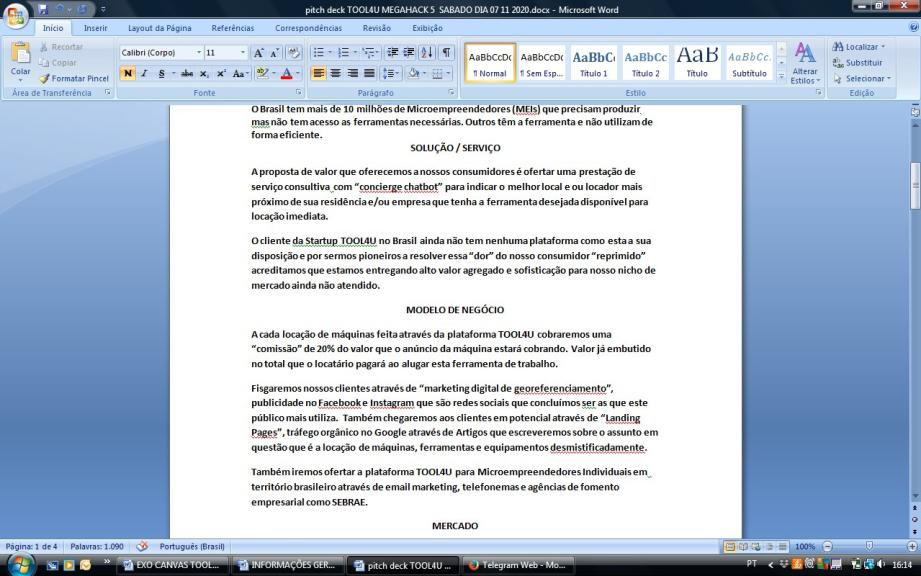 pitch deck TOOL4U MEGAHACK 5  SABADO DIA 07 11 2020.docx - Microsoft Word
Início Inserir Layout da Página Referências Correspondências Revisão Exibição
Colar
Recortar
Copiar
Formatar Pincel
Área de Transferência
Calibri (Corpo) 11
N I S abc x₂ x² Aa
Fonte
Parágrafo
AaBbCcDc AaBbCcDc AaBbC AaBbCc AaB AaBbCc.
¶ Normal ¶ Sem Esp... Título 1 Título 2 Título Subtítulo
Alterar Estilos
Estilo
Localizar
Substituir
Selecionar
Edição
O Brasil tem mais de 10 milhões de Microempreendedores (MEIs) que precisam produzir
mas não tem acesso as ferramentas necessárias. Outros têm a ferramenta e não utilizam de
forma eficiente.
SOLUÇÃO / SERVIÇO
A proposta de valor que oferecemos a nossos consumidores é ofertar uma prestação de
serviço consultiva com “concierge chatbot” para indicar o melhor local e ou locador mais
próximo de sua residência e/ou empresa que tenha a ferramenta desejada disponível para
locação imediata.
O cliente da Startup TOOL4U no Brasil ainda não tem nenhuma plataforma como esta a sua
disposição e por sermos pioneiros a resolver essa “dor” do nosso consumidor “reprimido”
acreditamos que estamos entregando alto valor agregado e sofisticação para nosso nicho de
mercado ainda não atendido.
MODELO DE NEGÓCIO
A cada locação de máquinas feita através da plataforma TOOL4U cobraremos uma
“comissão” de 20% do valor que o anúncio da máquina estará cobrando. Valor já embutido
no total que o locatário pagará ao alugar esta ferramenta de trabalho.
Fisgaremos nossos clientes através de “marketing digital de georeferenciamento”,
publicidade no Facebook e Instagram que são redes sociais que concluímos ser as que este
público mais utiliza.  Também chegaremos aos clientes em potencial através de “Landing
Pages”, tráfego orgânico no Google através de Artigos que escreveremos sobre o assunto em
questão que é a locação de máquinas, ferramentas e equipamentos desmistificadamente.
Também iremos ofertar a plataforma TOOL4U para Microempreendedores Individuais em
território brasileiro através de email marketing, telefonemas e agências de fomento
empresarial como SEBRAE.
MERCADO
Página: 1 de 4 Palavras: 1.090 Português (Brasil) 100%
EXO CANVAS TOOL... INFORMAÇÕES GER... pitch deck TOOL4U ... Telegram Web - Mo... PT 16:14